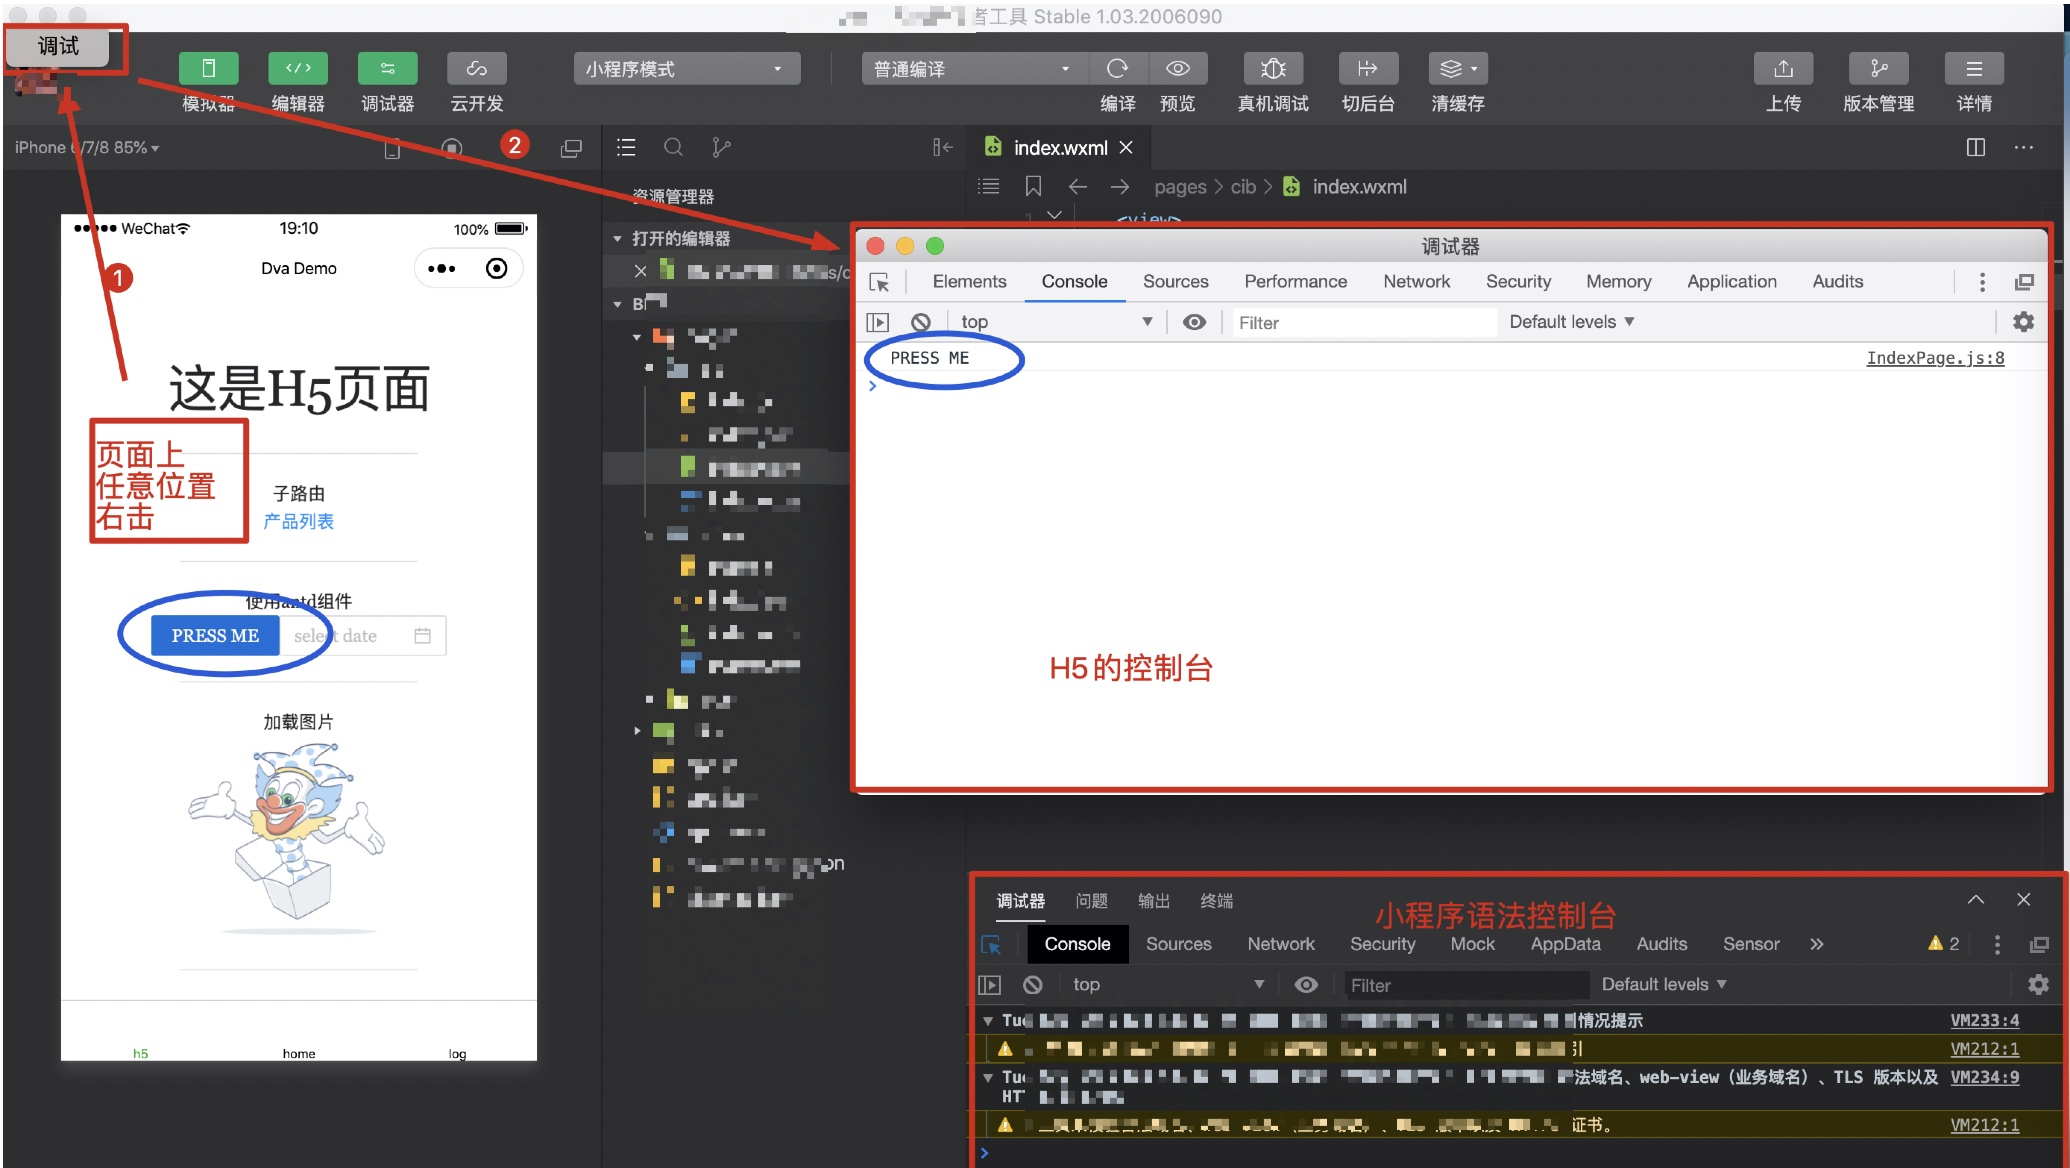 者工具 Stable 1.03.2006090
调试
模拟器
编辑器
调试器
云开发
小程序模式
普通编译
编译
预览
真机调试
切后台
清缓存
上传
版本管理
详情
iPhone 6/7/8 85%
2
index.wxml
资源管理器
pages > cib > index.wxml
1
<view>
打开的编辑器
WeChat
19:10
100%
Dva Demo
1
这是H5页面
页面上
任意位置
右击
子路由
产品列表
使用antd组件
PRESS ME
select date
加载图片
h5
home
log
调试器
Elements
Console
Sources
Performance
Network
Security
Memory
Application
Audits
top
Filter
Default levels
PRESS ME
IndexPage.js:8
H5的控制台
调试器
问题
输出
终端
小程序语法控制台
Console
Sources
Network
Security
Mock
AppData
Audits
Sensor
2
top
Filter
Default levels
情况提示
VM233:4
引
VM212:1
法域名、web-view（业务域名）、TLS 版本以及
VM234:9
证书。
VM212:1